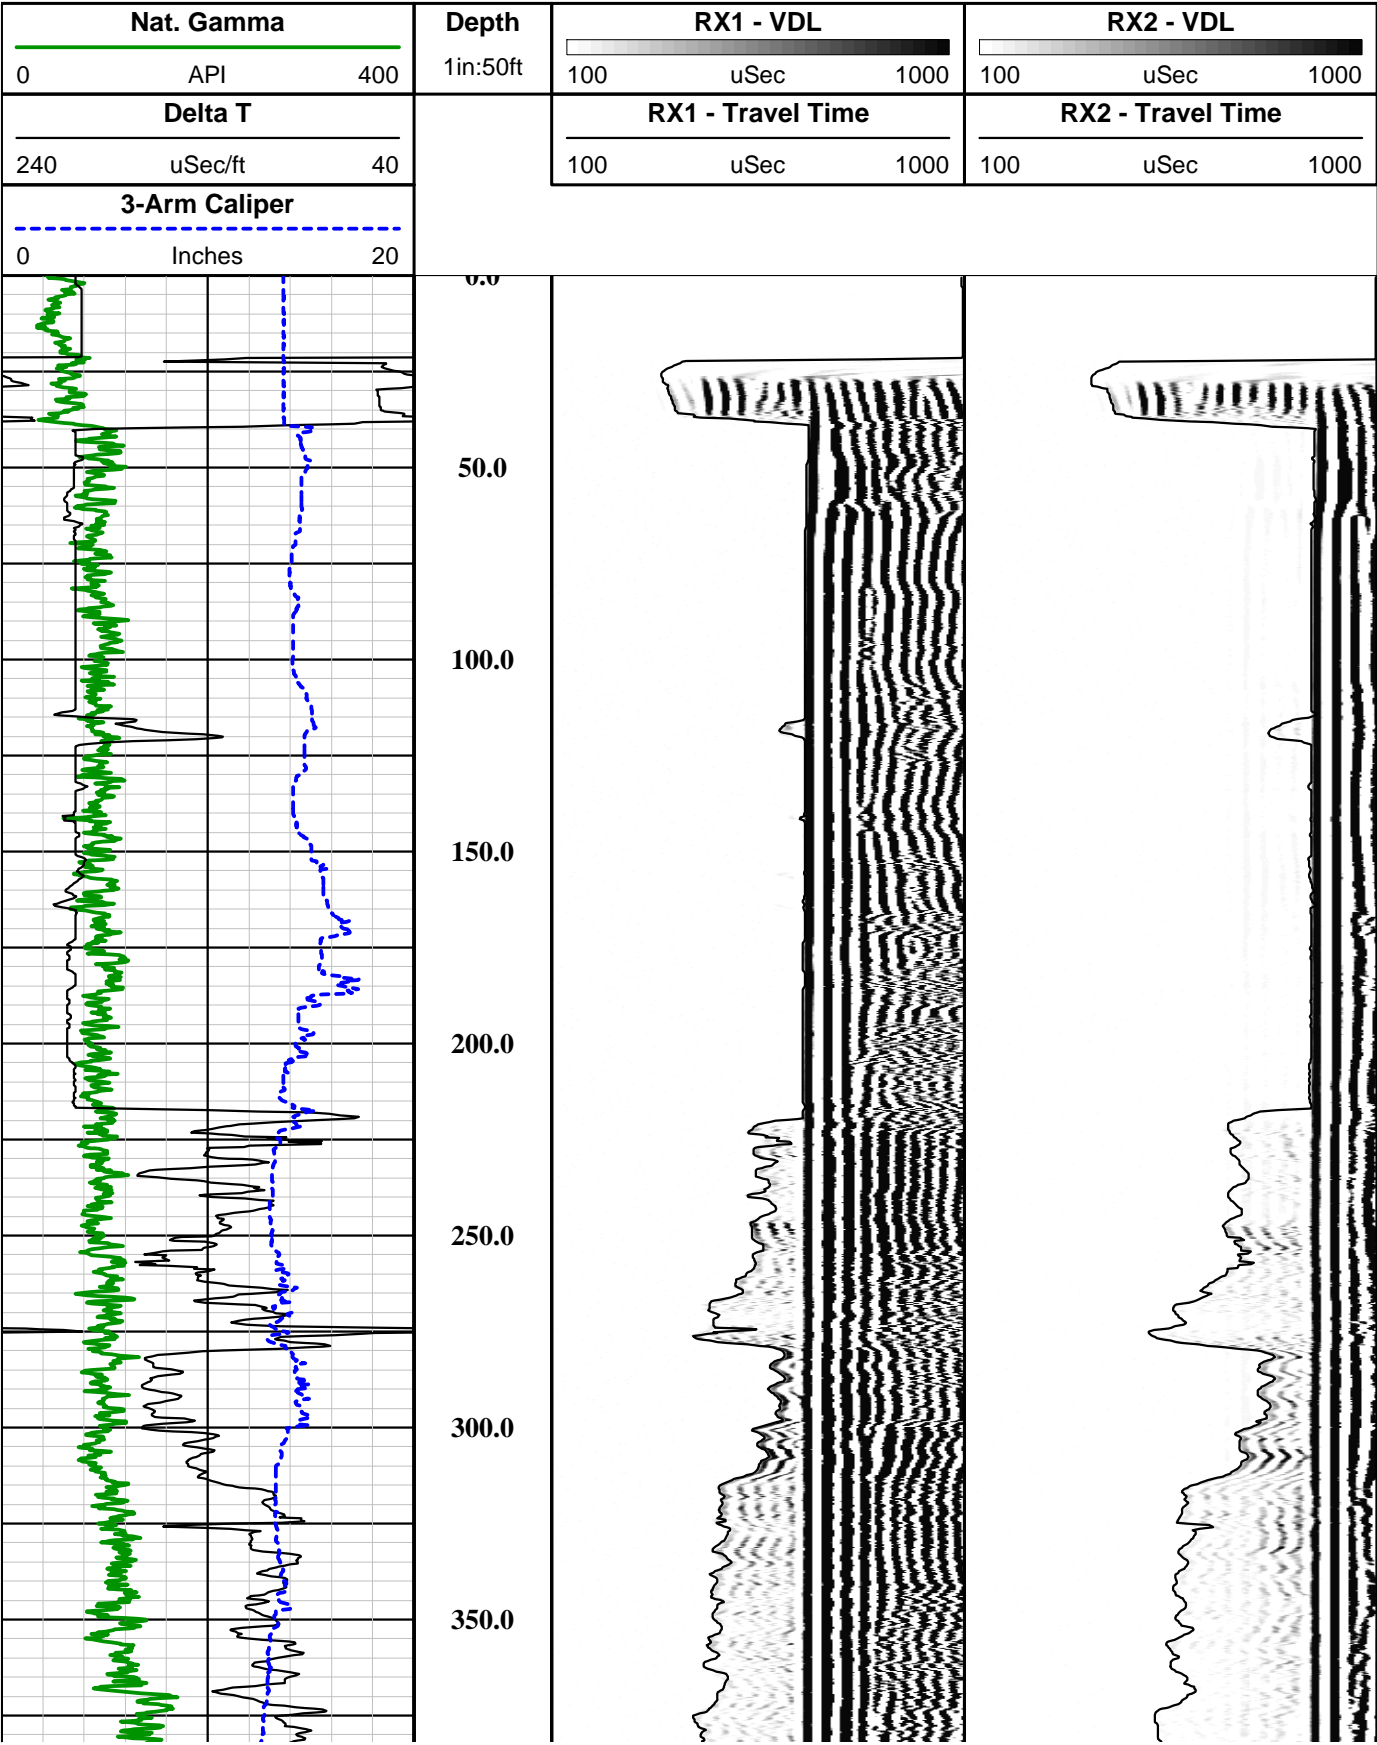 Nat. Gamma
0 API 400
Depth
1in:50ft
RX1 - VDL
100 uSec 1000
RX2 - VDL
100 uSec 1000
Delta T
240 uSec/ft 40
RX1 - Travel Time
100 uSec 1000
RX2 - Travel Time
100 uSec 1000
3-Arm Caliper
0 Inches 20
0.0
50.0
100.0
150.0
200.0
250.0
300.0
350.0